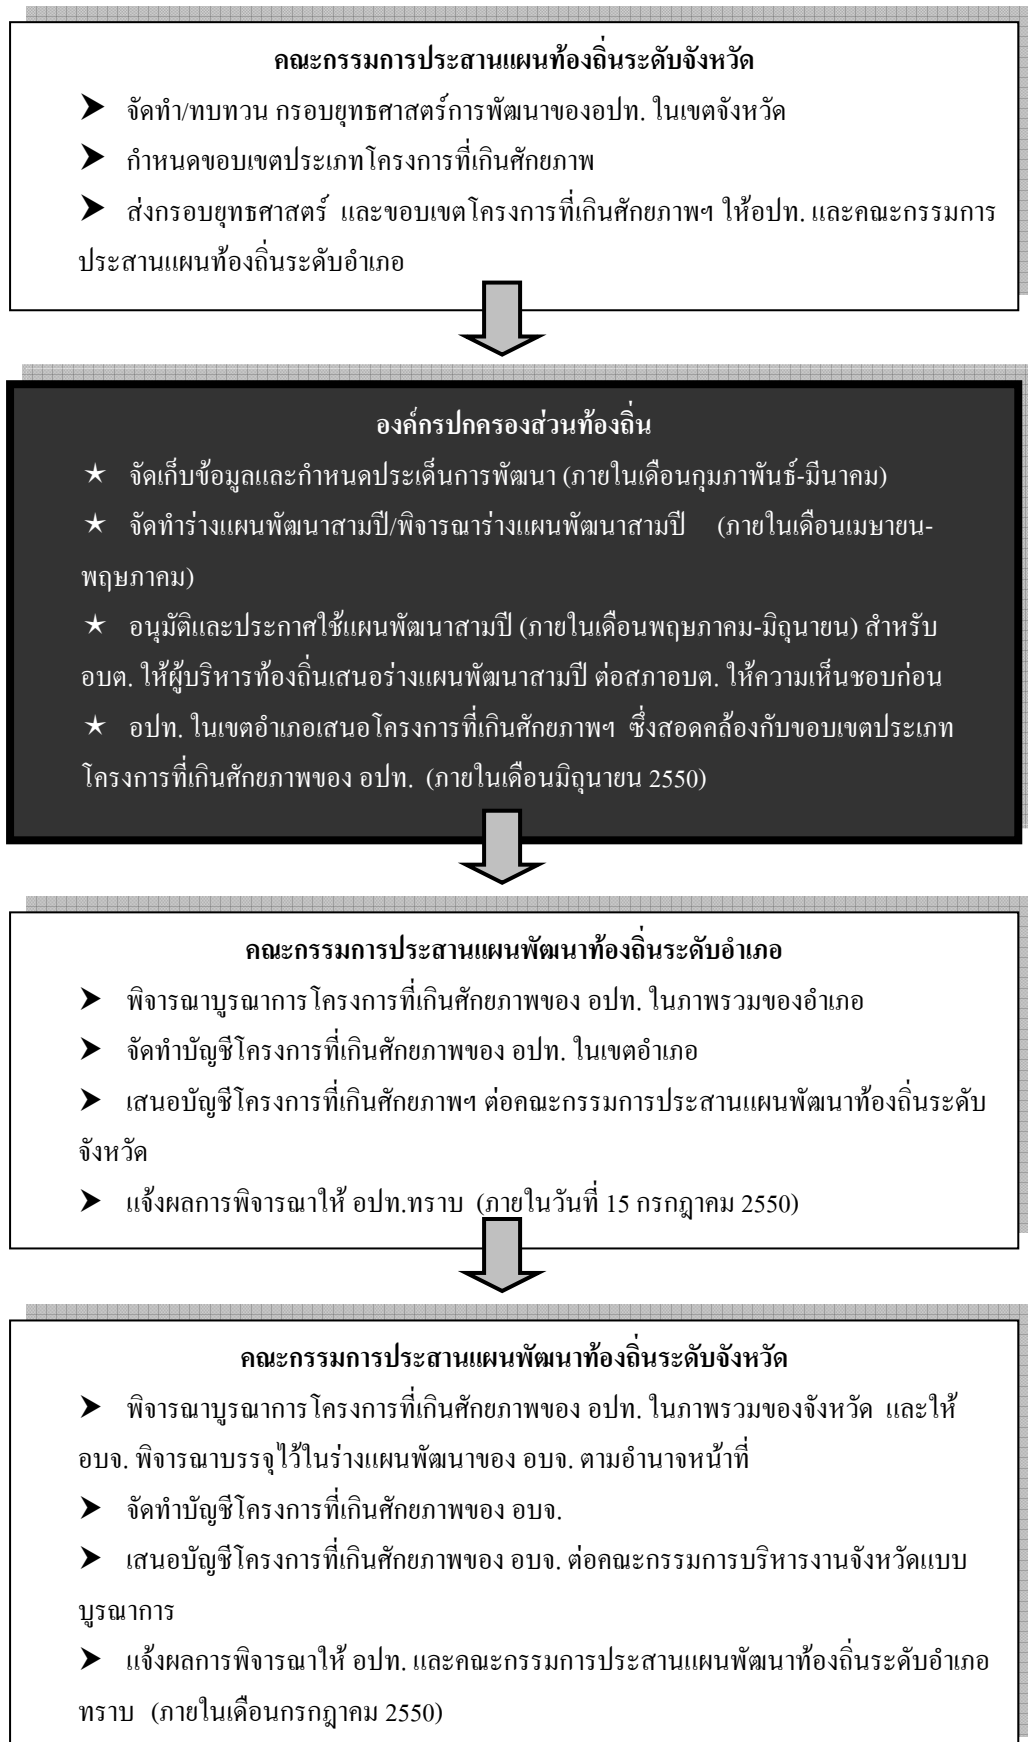 คณะกรรมการประสานแผนท้องถิ่นระดับจังหวัด
➤ จัดทำ/ทบทวน กรอบยุทธศาสตร์การพัฒนาของอปท. ในเขตจังหวัด
➤ กำหนดขอบเขตประเภทโครงการที่เกินศักยภาพ
➤ ส่งกรอบยุทธศาสตร์ และขอบเขตโครงการที่เกินศักยภาพฯ ให้อปท. และคณะกรรมการ
ประสานแผนท้องถิ่นระดับอำเภอ
องค์กรปกครองส่วนท้องถิ่น
★ จัดเก็บข้อมูลและกำหนดประเด็นการพัฒนา (ภายในเดือนกุมภาพันธ์-มีนาคม)
★ จัดทำร่างแผนพัฒนาสามปี/พิจารณาร่างแผนพัฒนาสามปี (ภายในเดือนเมษายน-
พฤษภาคม)
★ อนุมัติและประกาศใช้แผนพัฒนาสามปี (ภายในเดือนพฤษภาคม-มิถุนายน) สำหรับ
อบต. ให้ผู้บริหารท้องถิ่นเสนอร่างแผนพัฒนาสามปี ต่อสภาอบต. ให้ความเห็นชอบก่อน
★ อปท. ในเขตอำเภอเสนอโครงการที่เกินศักยภาพฯ ซึ่งสอดคล้องกับขอบเขตประเภท
โครงการที่เกินศักยภาพของ อปท. (ภายในเดือนมิถุนายน 2550)
คณะกรรมการประสานแผนพัฒนาท้องถิ่นระดับอำเภอ
➤ พิจารณาบูรณาการโครงการที่เกินศักยภาพของ อปท. ในภาพรวมของอำเภอ
➤ จัดทำบัญชีโครงการที่เกินศักยภาพของ อปท. ในเขตอำเภอ
➤ เสนอบัญชีโครงการที่เกินศักยภาพฯ ต่อคณะกรรมการประสานแผนพัฒนาท้องถิ่นระดับ
จังหวัด
➤ แจ้งผลการพิจารณาให้ อปท.ทราบ (ภายในวันที่ 15 กรกฎาคม 2550)
คณะกรรมการประสานแผนพัฒนาท้องถิ่นระดับจังหวัด
➤ พิจารณาบูรณาการโครงการที่เกินศักยภาพของ อปท. ในภาพรวมของจังหวัด และให้
อบจ. พิจารณาบรรจุไว้ในร่างแผนพัฒนาของ อบจ. ตามอำนาจหน้าที่
➤ จัดทำบัญชีโครงการที่เกินศักยภาพของ อบจ.
➤ เสนอบัญชีโครงการที่เกินศักยภาพของ อบจ. ต่อคณะกรรมการบริหารงานจังหวัดแบบ
บูรณาการ
➤ แจ้งผลการพิจารณาให้ อปท. และคณะกรรมการประสานแผนพัฒนาท้องถิ่นระดับอำเภอ
ทราบ (ภายในเดือนกรกฎาคม 2550)